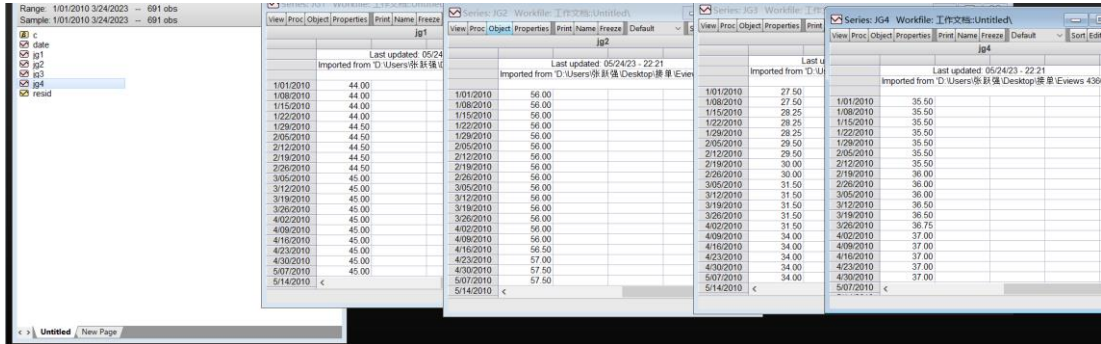 Range: 1/01/2010 3/24/2023 -- 691 obs
Sample: 1/01/2010 3/24/2023 -- 691 obs
c
date
jg1
jg2
jg3
jg4
resid
Untitled New Page
Series: JG1 Workfile: 工作文档::Untitled\
View Proc Object Properties Print Name Freeze
jg1
Last updated: 05/24
Imported from 'D:\Users\张跃强\D
1/01/2010 44.00
1/08/2010 44.00
1/15/2010 44.00
1/22/2010 44.00
1/29/2010 44.50
2/05/2010 44.50
2/12/2010 44.50
2/19/2010 44.50
2/26/2010 44.50
3/05/2010 45.00
3/12/2010 45.00
3/19/2010 45.00
3/26/2010 45.00
4/02/2010 45.00
4/09/2010 45.00
4/16/2010 45.00
4/23/2010 45.00
4/30/2010 45.00
5/07/2010 45.00
5/14/2010
Series: JG2 Workfile: 工作文档::Untitled\
View Proc Object Properties Print Name Freeze Default S
jg2
Last updated: 05/24/23 - 22:21
Imported from 'D:\Users\张跃强\Desktop\接单\Eview
1/01/2010 56.00
1/08/2010 56.00
1/15/2010 56.00
1/22/2010 56.00
1/29/2010 56.00
2/05/2010 56.00
2/12/2010 56.00
2/19/2010 56.00
2/26/2010 56.00
3/05/2010 56.00
3/12/2010 56.00
3/19/2010 56.00
3/26/2010 56.00
4/02/2010 56.00
4/09/2010 56.00
4/16/2010 56.50
4/23/2010 57.00
4/30/2010 57.50
5/07/2010 57.50
5/14/2010
Series: JG3 Workfile: 工作文档::Untitled\
View Proc Object Properties Print
Last u
Imported from 'D:\U
1/01/2010 27.50
1/08/2010 27.50
1/15/2010 28.25
1/22/2010 28.25
1/29/2010 28.25
2/05/2010 29.50
2/12/2010 29.50
2/19/2010 30.00
2/26/2010 30.00
3/05/2010 31.50
3/12/2010 31.50
3/19/2010 31.50
3/26/2010 31.50
4/02/2010 31.50
4/09/2010 34.00
4/16/2010 34.00
4/23/2010 34.00
4/30/2010 34.00
5/07/2010 34.00
5/14/2010
Series: JG4 Workfile: 工作文档::Untitled\
View Proc Object Properties Print Name Freeze Default Sort Edit
jg4
Last updated: 05/24/23 - 22:21
Imported from 'D:\Users\张跃强\Desktop\接单\Eviews 436
1/01/2010 35.50
1/08/2010 35.50
1/15/2010 35.50
1/22/2010 35.50
1/29/2010 35.50
2/05/2010 35.50
2/12/2010 35.50
2/19/2010 36.00
2/26/2010 36.00
3/05/2010 36.00
3/12/2010 36.50
3/19/2010 36.50
3/26/2010 36.75
4/02/2010 37.00
4/09/2010 37.00
4/16/2010 37.00
4/23/2010 37.00
4/30/2010 37.00
5/07/2010